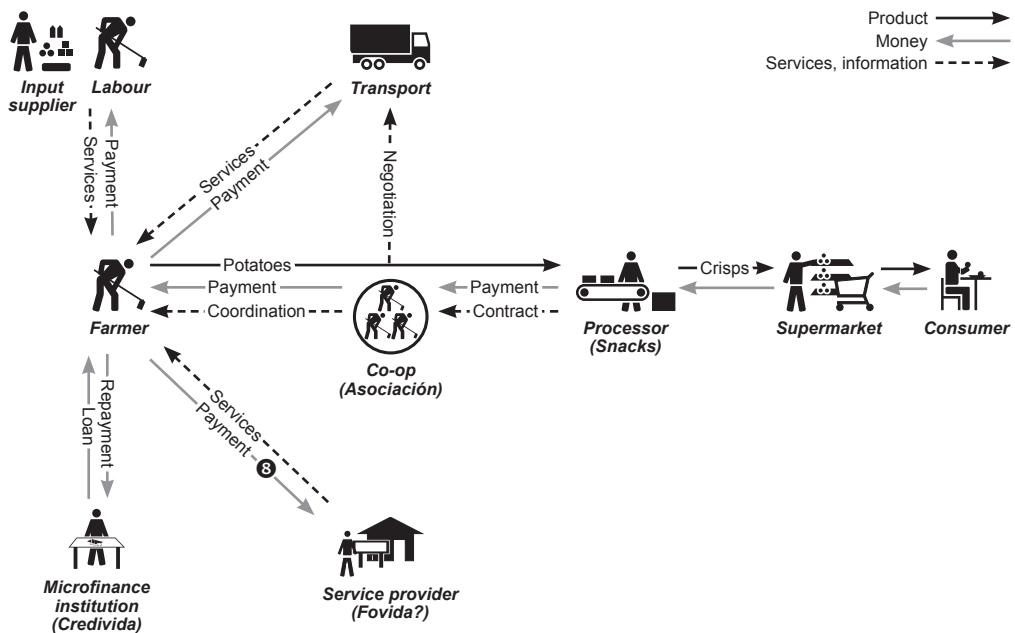 Product
Money
Services, information
Input
supplier
Labour
Transport
Services
Payment
Services
Payment
Negotiation
Potatoes
Crisps
Payment
Payment
Coordination
Contract
Farmer
Processor
(Snacks)
Supermarket
Consumer
Co-op
(Asociación)
Repayment
Loan
Services
Payment
8
Microfinance
institution
(Credivida)
Service provider
(Fovida?)